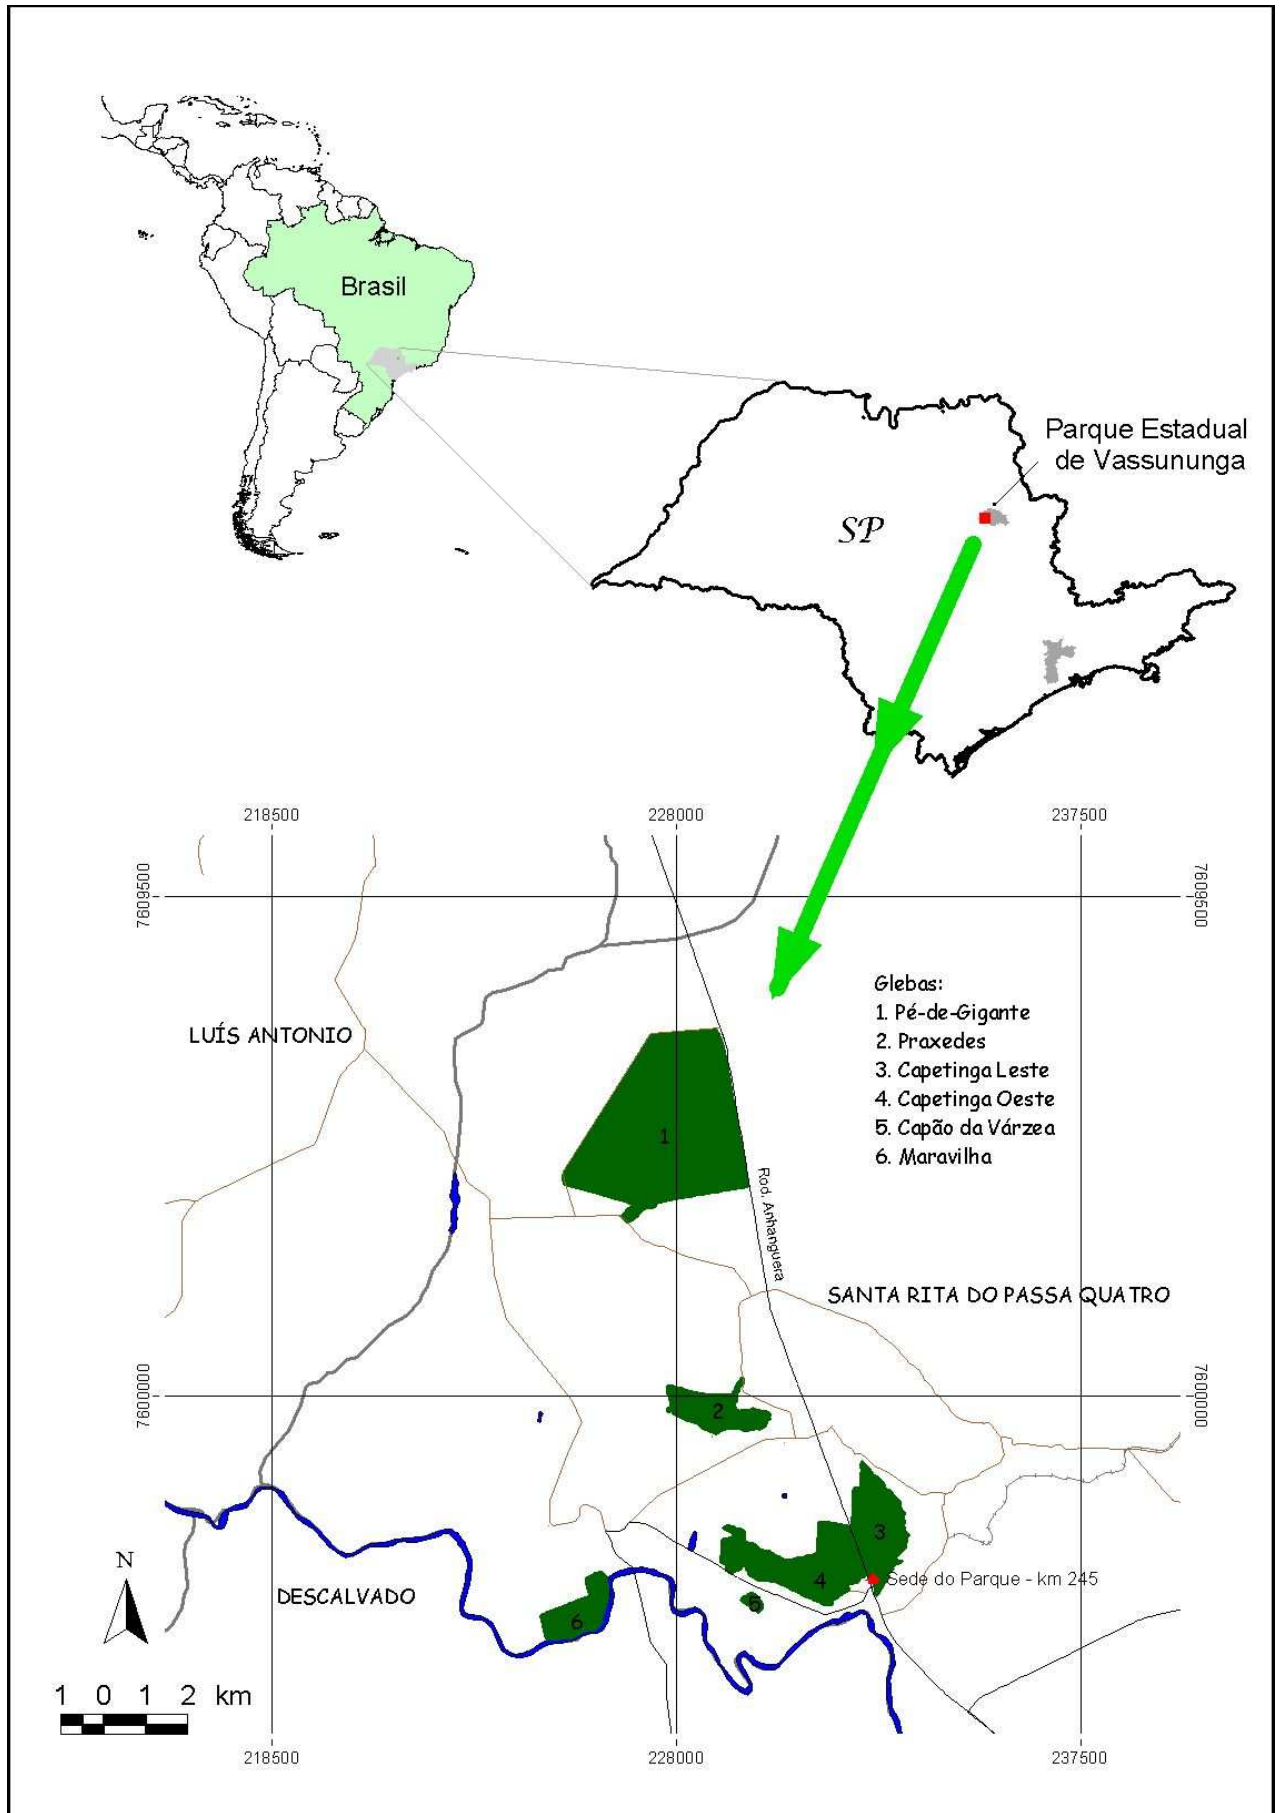 Brasil
Parque Estadual
de Vassununga
SP
218500
228000
237500
7609500
7609500
Glebas:
1. Pé-de-Gigante
2. Praxedes
3. Capetinga Leste
4. Capetinga Oeste
5. Capão da Várzea
6. Maravilha
LUÍS ANTONIO
1
Rod. Anhanguera
SANTA RITA DO PASSA QUATRO
7600000
7600000
2
3
4
Sede do Parque - km 245
5
6
DESCALVADO
N
1 0 1 2 km
218500
228000
237500